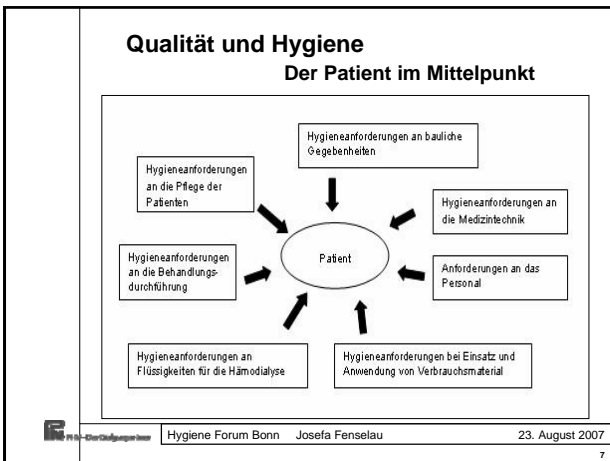 Qualität und Hygiene
Der Patient im Mittelpunkt
Hygieneanforderungen an bauliche
Gegebenheiten
Hygieneanforderungen
an die Pflege der
Patienten
Hygieneanforderungen an
die Medizintechnik
Hygieneanforderungen
an die Behandlungs-
durchführung
Patient
Anforderungen an das
Personal
Hygieneanforderungen an
Flüssigkeiten für die Hämodialyse
Hygieneanforderungen bei Einsatz und
Anwendung von Verbrauchsmaterial
Hygiene Forum Bonn Josefa Fenselau 23. August 2007
7